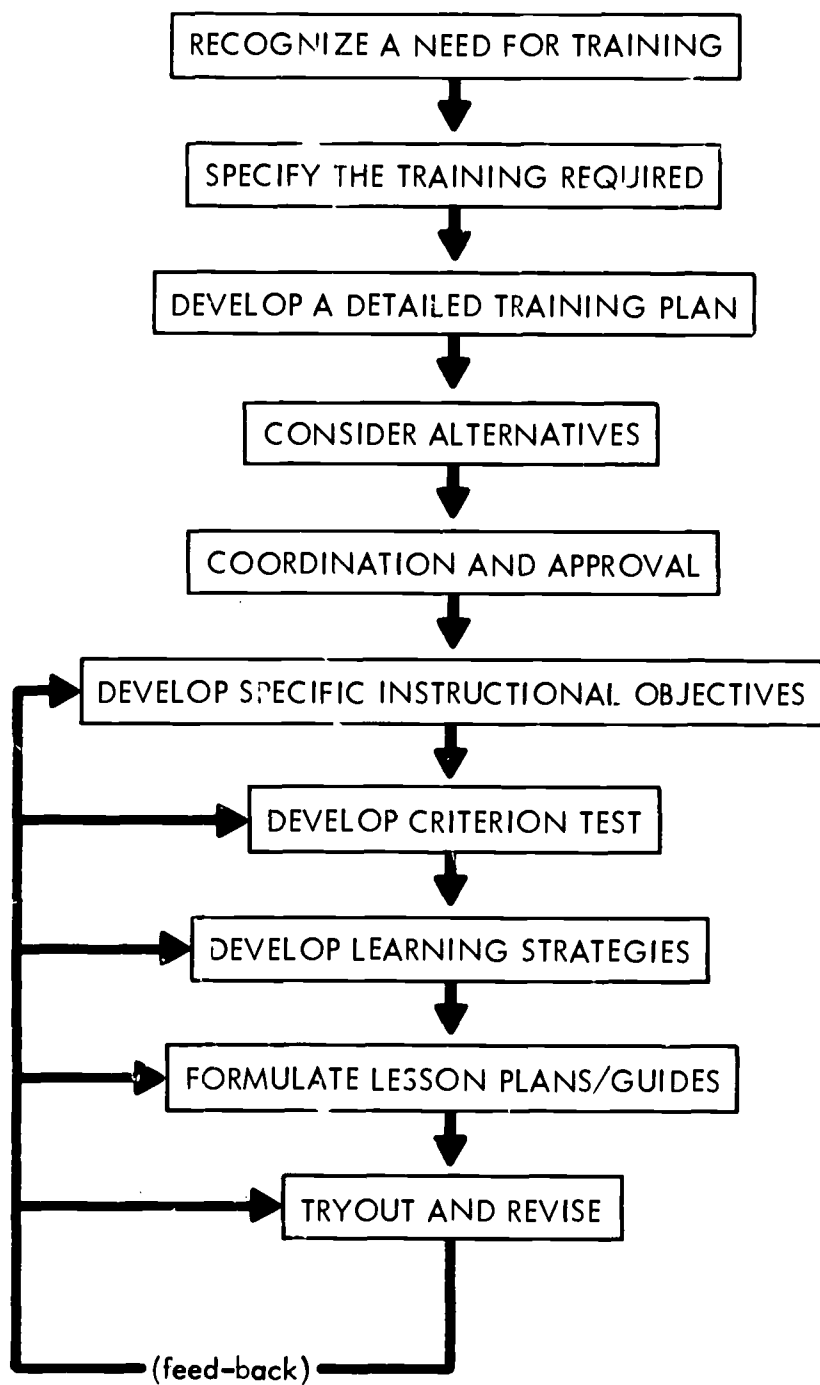 RECOGNIZE A NEED FOR TRAINING
SPECIFY THE TRAINING REQUIRED
DEVELOP A DETAILED TRAINING PLAN
CONSIDER ALTERNATIVES
COORDINATION AND APPROVAL
DEVELOP SPECIFIC INSTRUCTIONAL OBJECTIVES
DEVELOP CRITERION TEST
DEVELOP LEARNING STRATEGIES
FORMULATE LESSON PLANS/GUIDES
TRYOUT AND REVISE
(feed-back)